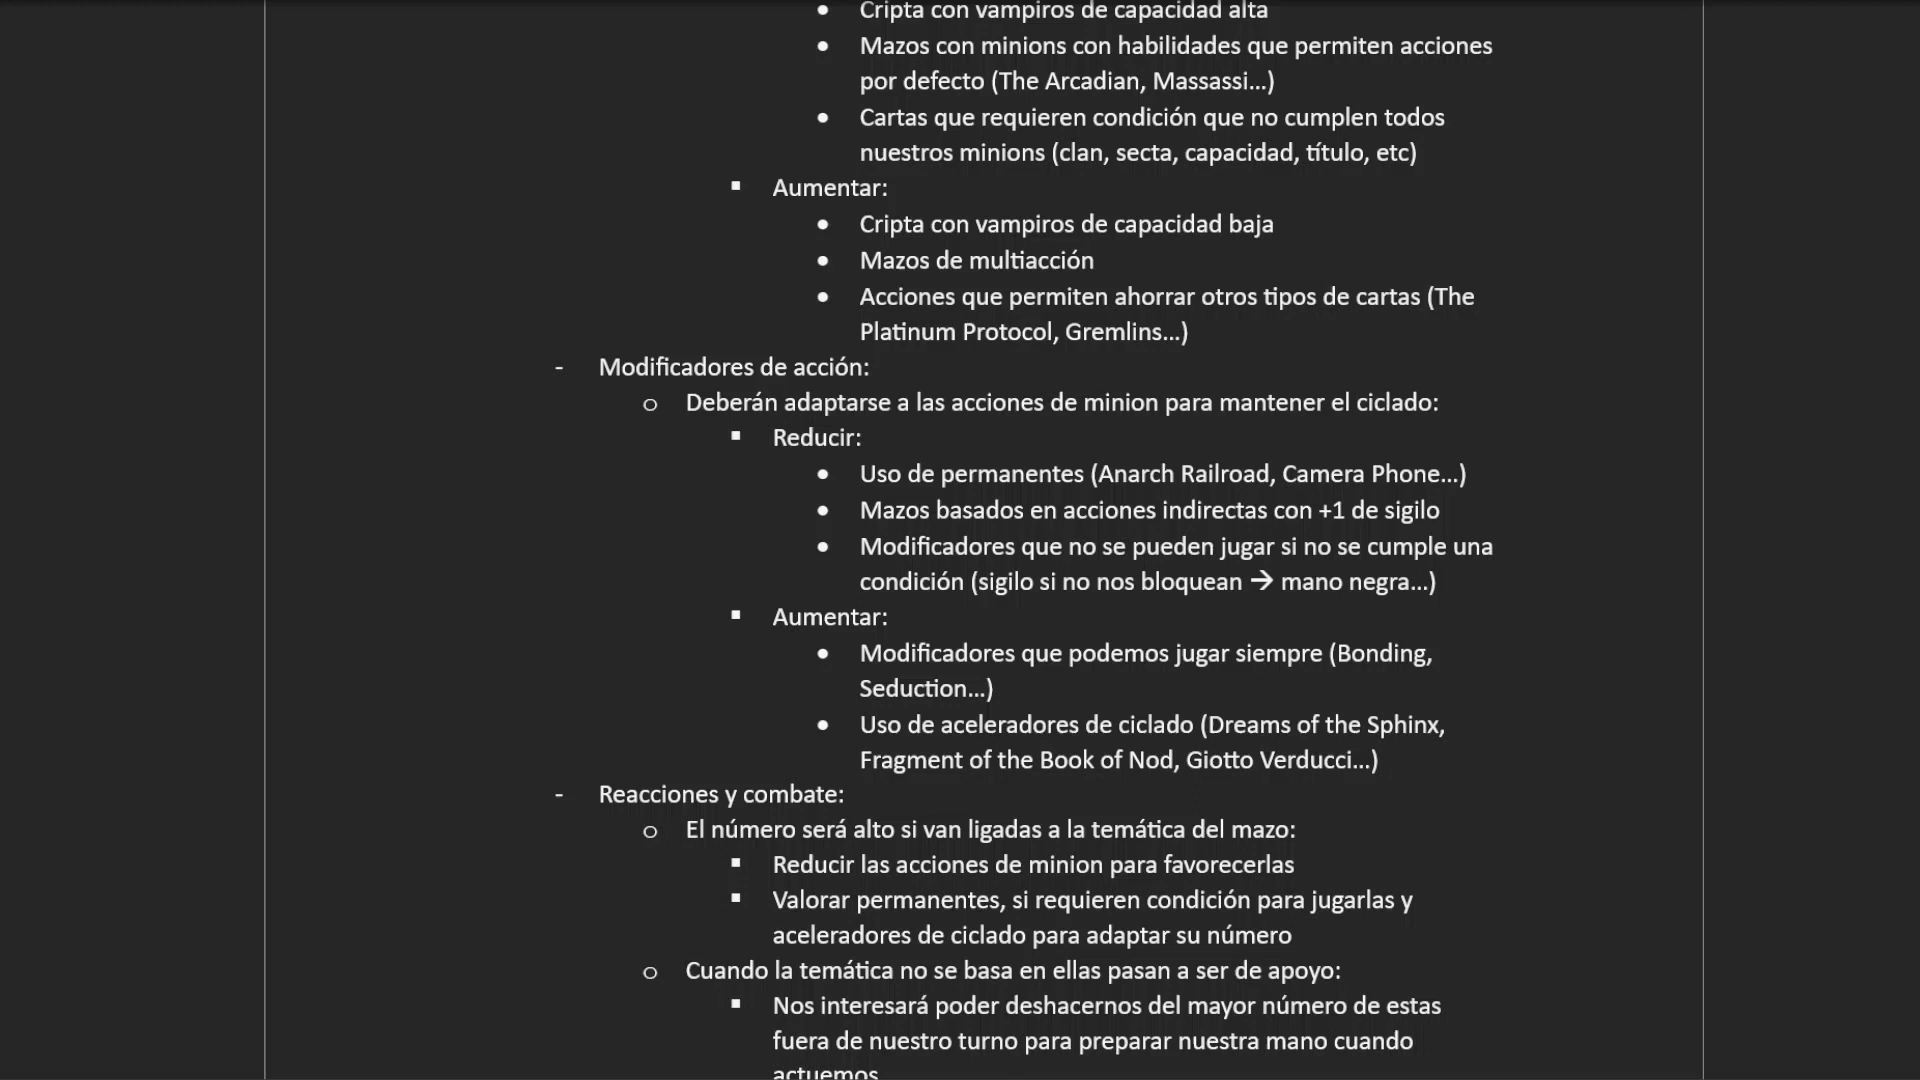 • Cripta con vampiros de capacidad alta
• Mazos con minions con habilidades que permiten acciones
por defecto (The Arcadian, Massassi...)
• Cartas que requieren condición que no cumplen todos
nuestros minions (clan, secta, capacidad, título, etc)
▪ Aumentar:
• Cripta con vampiros de capacidad baja
• Mazos de multiacción
• Acciones que permiten ahorrar otros tipos de cartas (The
Platinum Protocol, Gremlins...)
- Modificadores de acción:
o Deberán adaptarse a las acciones de minion para mantener el ciclado:
▪ Reducir:
• Uso de permanentes (Anarch Railroad, Camera Phone...)
• Mazos basados en acciones indirectas con +1 de sigilo
• Modificadores que no se pueden jugar si no se cumple una
condición (sigilo si no nos bloquean → mano negra...)
▪ Aumentar:
• Modificadores que podemos jugar siempre (Bonding,
Seduction...)
• Uso de aceleradores de ciclado (Dreams of the Sphinx,
Fragment of the Book of Nod, Giotto Verducci...)
- Reacciones y combate:
o El número será alto si van ligadas a la temática del mazo:
▪ Reducir las acciones de minion para favorecerlas
▪ Valorar permanentes, si requieren condición para jugarlas y
aceleradores de ciclado para adaptar su número
o Cuando la temática no se basa en ellas pasan a ser de apoyo:
▪ Nos interesará poder deshacernos del mayor número de estas
fuera de nuestro turno para preparar nuestra mano cuando
actuemos